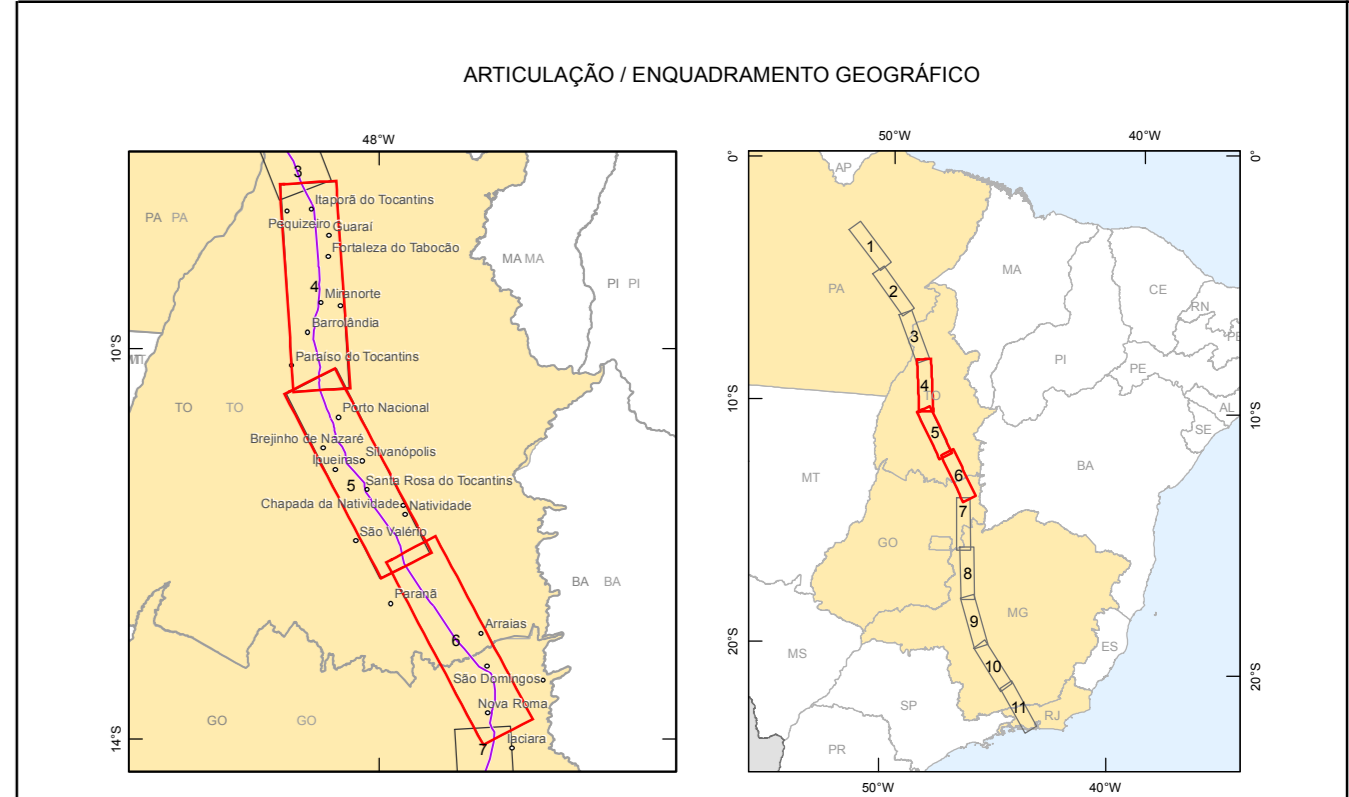 ARTICULAÇÃO / ENQUADRAMENTO GEOGRÁFICO
48°W
3
Itaporã do Tocantins
PA PA
Pequizeiro
Guaraí
Fortaleza do Tabocão
MA MA
PI PI
4
Miranorte
Barrolândia
10°S
MT
Paraíso do Tocantins
TO TO
Porto Nacional
Brejinho de Nazaré
Silvanópolis
Ipueiras
5
Santa Rosa do Tocantins
Chapada da Natividade
Natividade
São Valério
BA BA
Paranã
Arraias
6
São Domingos
Nova Roma
GO GO
14°S
7
Iaciara
48°W
50°W
40°W
0°
0°
AP
1
PA
2
MA
CE
RN
3
PB
PI
PE
4
TO
10°S
10°S
AL
5
SE
BA
6
MT
7
GO
8
MG
9
ES
20°S
MS
10
20°S
SP
11
RJ
PR
50°W
40°W